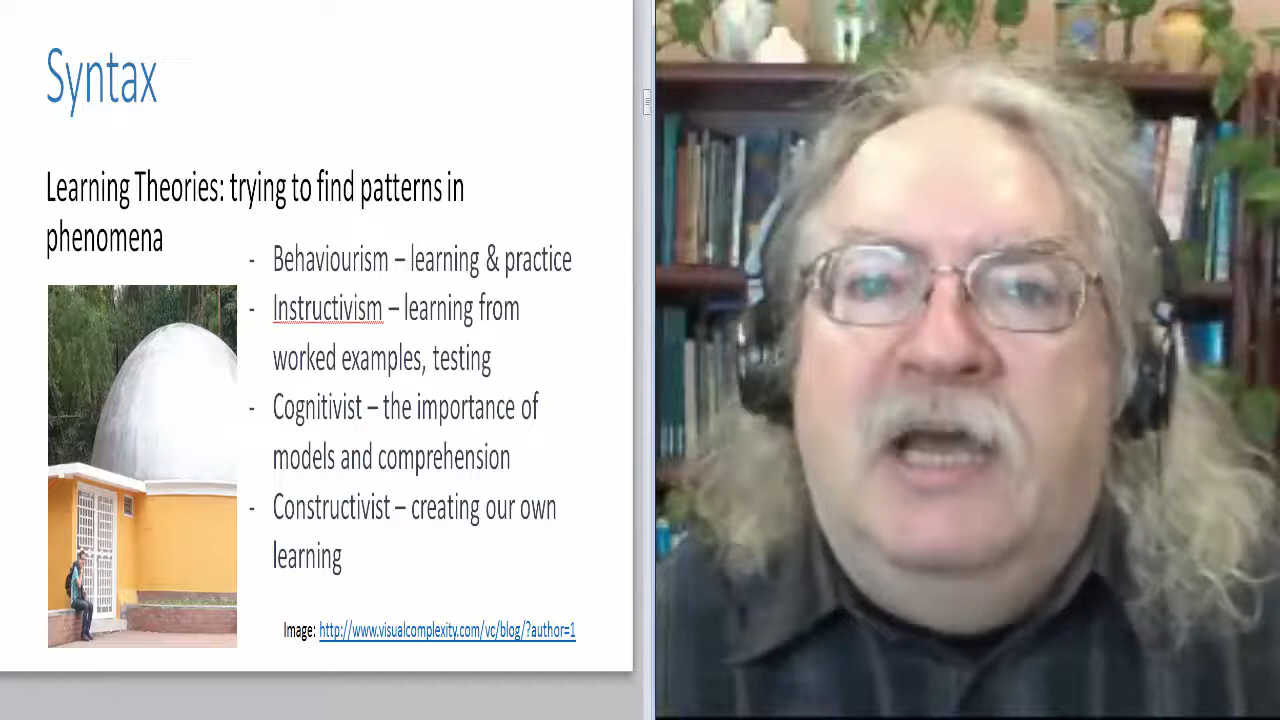 Syntax
Learning Theories: trying to find patterns in
phenomena
- Behaviourism – learning & practice
- Instructivism – learning from
worked examples, testing
- Cognitivist – the importance of
models and comprehension
- Constructivist – creating our own
learning
Image: http://www.visualcomplexity.com/vc/blog/?author=1